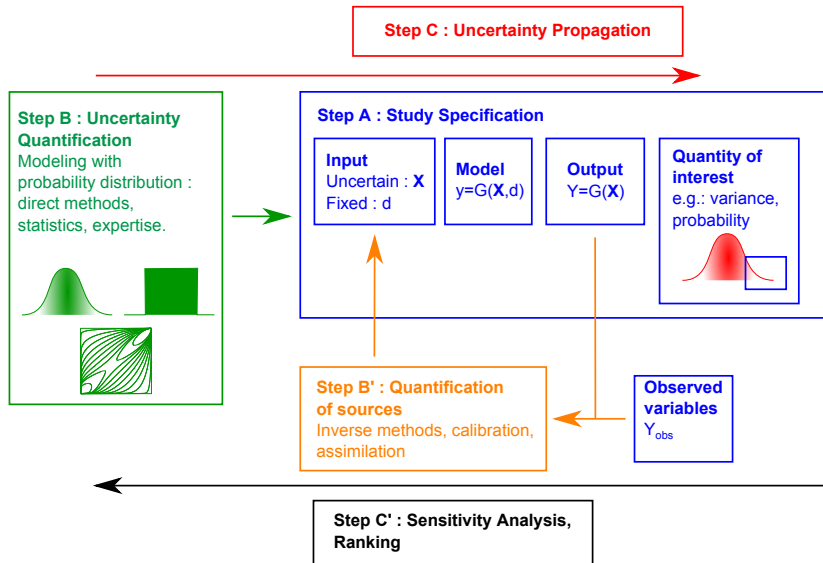 Step C : Uncertainty Propagation
Step B : Uncertainty
Quantification
Modeling with
probability distribution :
direct methods,
statistics, expertise.
Step A : Study Specification
Input
Uncertain : X
Fixed : d
Model
y=G(X,d)
Output
Y=G(X)
Quantity of
interest
e.g.: variance,
probability
Step B' : Quantification
of sources
Inverse methods, calibration,
assimilation
Observed
variables
Yobs
Step C' : Sensitivity Analysis,
Ranking